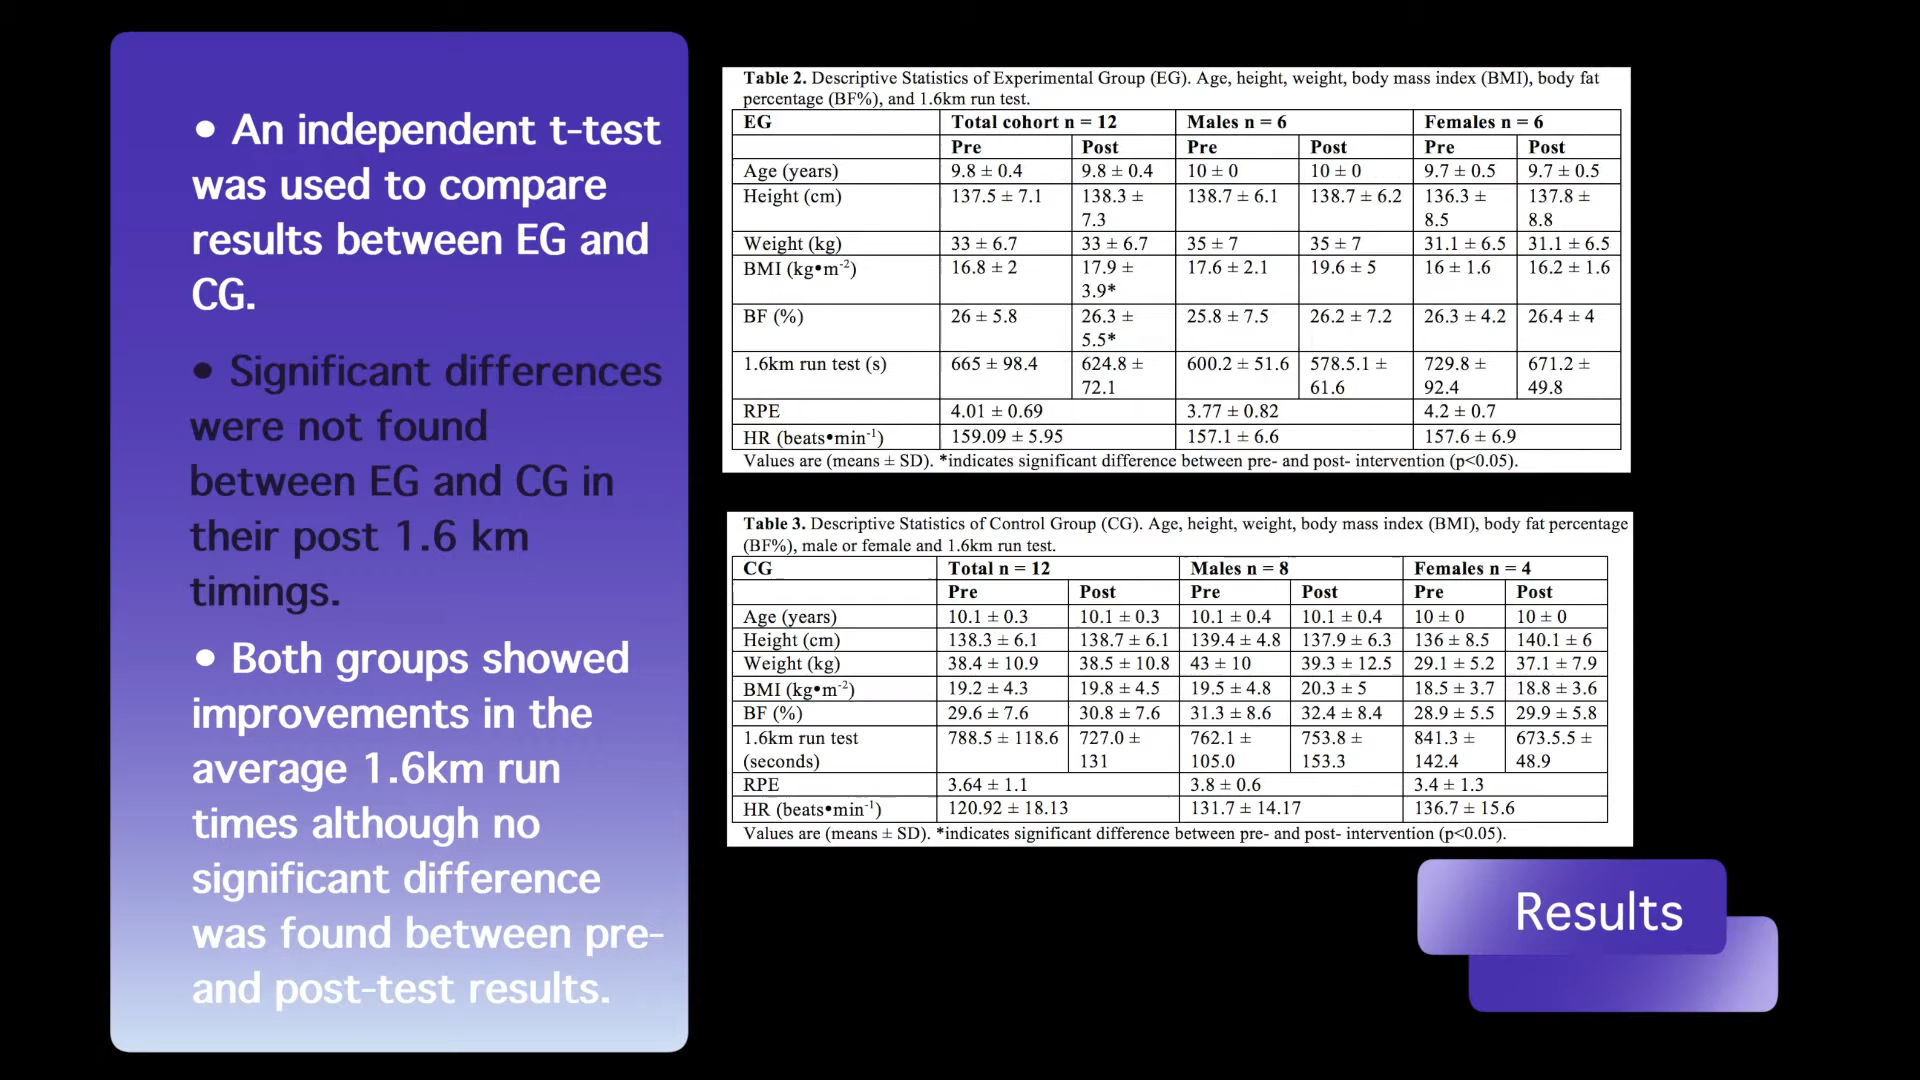 • An independent t-test
was used to compare
results between EG and
CG.
• Significant differences
were not found
between EG and CG in
their post 1.6 km
timings.
• Both groups showed
improvements in the
average 1.6km run
times although no
significant difference
was found between pre-
and post-test results.
Table 2. Descriptive Statistics of Experimental Group (EG). Age, height, weight, body mass index (BMI), body fat
percentage (BF%), and 1.6km run test.
EG Total cohort n = 12 Males n = 6 Females n = 6
Pre Post Pre Post Pre Post
Age (years) 9.8 ± 0.4 9.8 ± 0.4 10 ± 0 10 ± 0 9.7 ± 0.5 9.7 ± 0.5
Height (cm) 137.5 ± 7.1 138.3 ± 138.7 ± 6.1 138.7 ± 6.2 136.3 ± 137.8 ±
7.3 8.5 8.8
Weight (kg) 33 ± 6.7 33 ± 6.7 35 ± 7 35 ± 7 31.1 ± 6.5 31.1 ± 6.5
BMI (kg•m⁻²) 16.8 ± 2 17.9 ± 17.6 ± 2.1 19.6 ± 5 16 ± 1.6 16.2 ± 1.6
3.9*
BF (%) 26 ± 5.8 26.3 ± 25.8 ± 7.5 26.2 ± 7.2 26.3 ± 4.2 26.4 ± 4
5.5*
1.6km run test (s) 665 ± 98.4 624.8 ± 600.2 ± 51.6 578.5.1 ± 729.8 ± 671.2 ±
72.1 61.6 92.4 49.8
RPE 4.01 ± 0.69 3.77 ± 0.82 4.2 ± 0.7
HR (beats•min⁻¹) 159.09 ± 5.95 157.1 ± 6.6 157.6 ± 6.9
Values are (means ± SD). *indicates significant difference between pre- and post- intervention (p<0.05).
Table 3. Descriptive Statistics of Control Group (CG). Age, height, weight, body mass index (BMI), body fat percentage
(BF%), male or female and 1.6km run test.
CG Total n = 12 Males n = 8 Females n = 4
Pre Post Pre Post Pre Post
Age (years) 10.1 ± 0.3 10.1 ± 0.3 10.1 ± 0.4 10.1 ± 0.4 10 ± 0 10 ± 0
Height (cm) 138.3 ± 6.1 138.7 ± 6.1 139.4 ± 4.8 137.9 ± 6.3 136 ± 8.5 140.1 ± 6
Weight (kg) 38.4 ± 10.9 38.5 ± 10.8 43 ± 10 39.3 ± 12.5 29.1 ± 5.2 37.1 ± 7.9
BMI (kg•m⁻²) 19.2 ± 4.3 19.8 ± 4.5 19.5 ± 4.8 20.3 ± 5 18.5 ± 3.7 18.8 ± 3.6
BF (%) 29.6 ± 7.6 30.8 ± 7.6 31.3 ± 8.6 32.4 ± 8.4 28.9 ± 5.5 29.9 ± 5.8
1.6km run test 788.5 ± 118.6 727.0 ± 762.1 ± 753.8 ± 841.3 ± 673.5.5 ±
(seconds) 131 105.0 153.3 142.4 48.9
RPE 3.64 ± 1.1 3.8 ± 0.6 3.4 ± 1.3
HR (beats•min⁻¹) 120.92 ± 18.13 131.7 ± 14.17 136.7 ± 15.6
Values are (means ± SD). *indicates significant difference between pre- and post- intervention (p<0.05).
Results